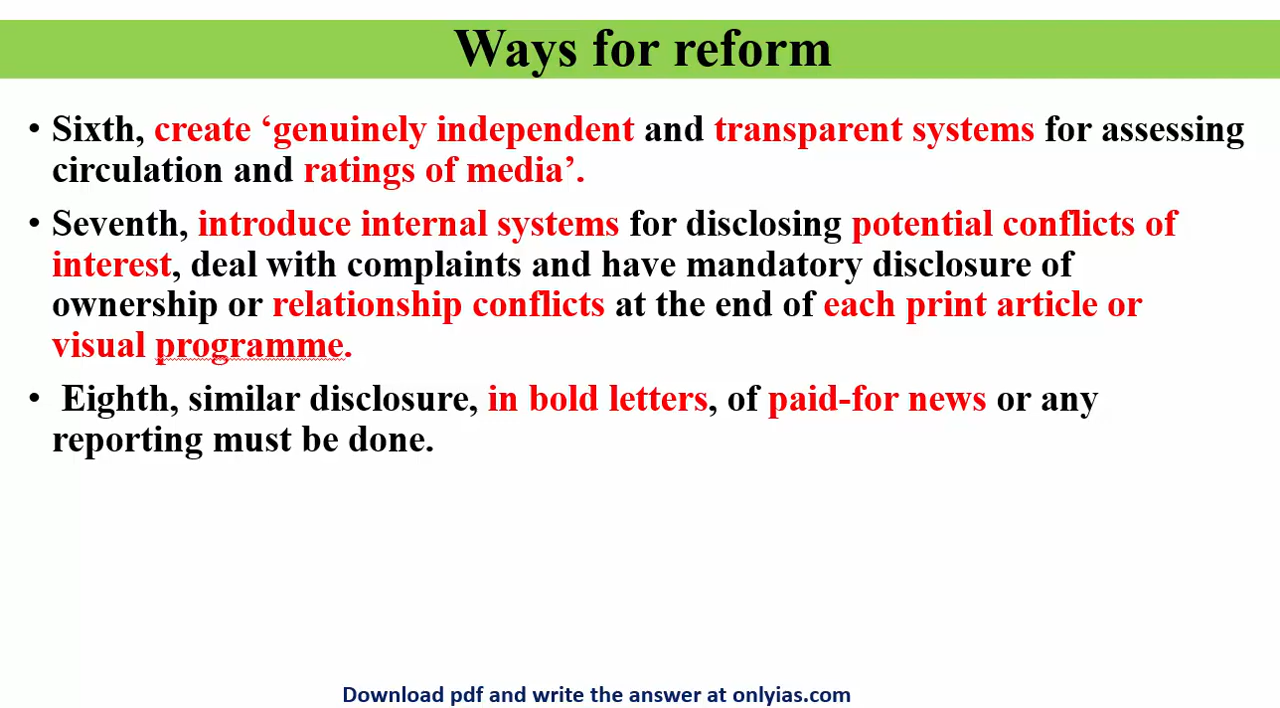 Ways for reform
• Sixth, create ‘genuinely independent and transparent systems for assessing
circulation and ratings of media’.
• Seventh, introduce internal systems for disclosing potential conflicts of
interest, deal with complaints and have mandatory disclosure of
ownership or relationship conflicts at the end of each print article or
visual programme.
• Eighth, similar disclosure, in bold letters, of paid-for news or any
reporting must be done.
Download pdf and write the answer at onlyias.com